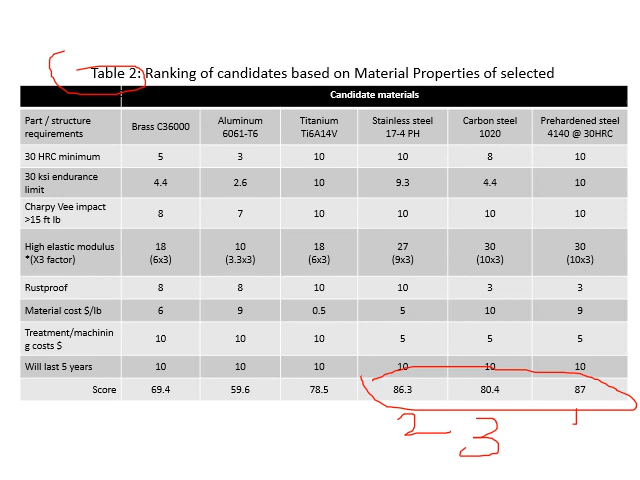 Table 2: Ranking of candidates based on Material Properties of selected
Candidate materials
Part / structure requirements Brass C36000 Aluminum 6061-T6 Titanium Ti6A14V Stainless steel 17-4 PH Carbon steel 1020 Prehardened steel 4140 @ 30HRC
30 HRC minimum 5 3 10 10 8 10
30 ksi endurance limit 4.4 2.6 10 9.3 4.4 10
Charpy Vee impact >15 ft lb 8 7 10 10 10 10
High elastic modulus *(X3 factor) 18 (6x3) 10 (3.3x3) 18 (6x3) 27 (9x3) 30 (10x3) 30 (10x3)
Rustproof 8 8 10 10 3 3
Material cost $/lb 6 9 0.5 5 10 9
Treatment/machining costs $ 10 10 10 5 5 5
Will last 5 years 10 10 10 10 10 10
Score 69.4 59.6 78.5 86.3 80.4 87
2 3 1